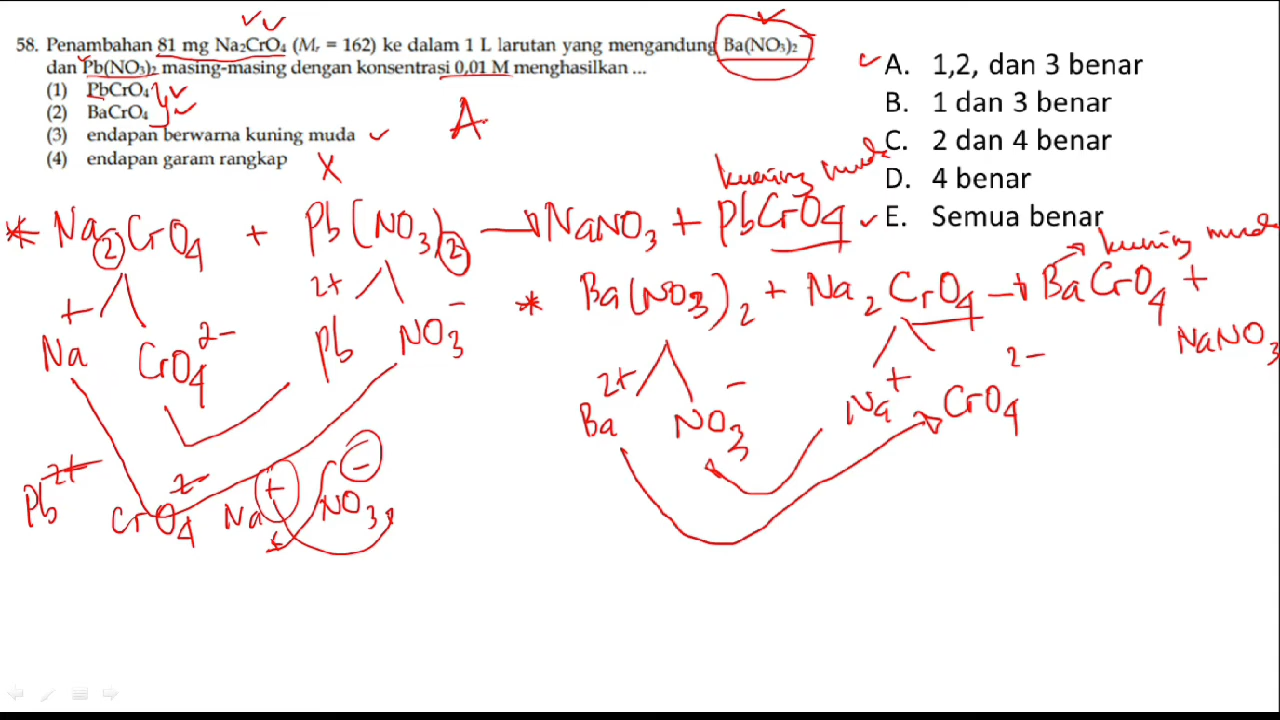 58. Penambahan 81 mg Na₂CrO₄ (Mᵣ = 162) ke dalam 1 L larutan yang mengandung Ba(NO₃)₂
dan Pb(NO₃)₂ masing-masing dengan konsentrasi 0,01 M menghasilkan ...
(1) PbCrO₄
(2) BaCrO₄
(3) endapan berwarna kuning muda
(4) endapan garam rangkap
A
X
A. 1,2, dan 3 benar
B. 1 dan 3 benar
C. 2 dan 4 benar
D. 4 benar
E. Semua benar
kuning muda
* Na₂CrO₄ + Pb(NO₃)₂ → NaNO₃ + PbCrO₄
+ 2- 2+ -
Na CrO₄ Pb NO₃
Pb²⁺ CrO₄²⁻ Na⁺ NO₃⁻
kuning muda
* Ba(NO₃)₂ + Na₂CrO₄ → BaCrO₄ +
NaNO₃
2+ - + 2-
Ba NO₃ Na CrO₄